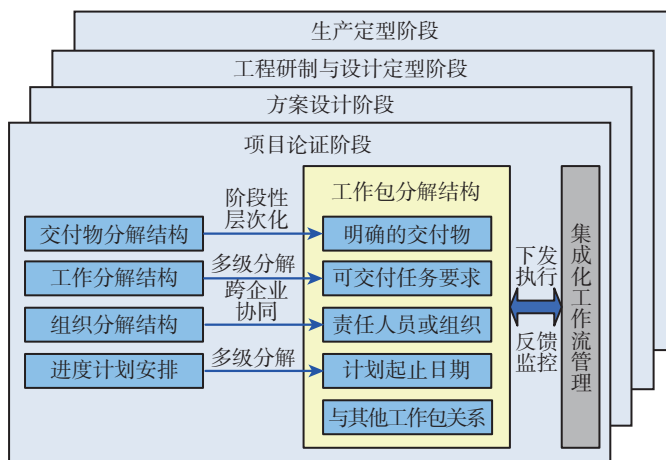 生产定型阶段
工程研制与设计定型阶段
方案设计阶段
项目论证阶段
阶段性
层次化
工作包分解结构
交付物分解结构
明确的交付物
工作分解结构
多级分解
可交付任务要求
跨企业
协同
组织分解结构
责任人员或组织
进度计划安排
多级分解
计划起止日期
与其他工作包关系
下发
执行
反馈
监控
集成化工作流管理